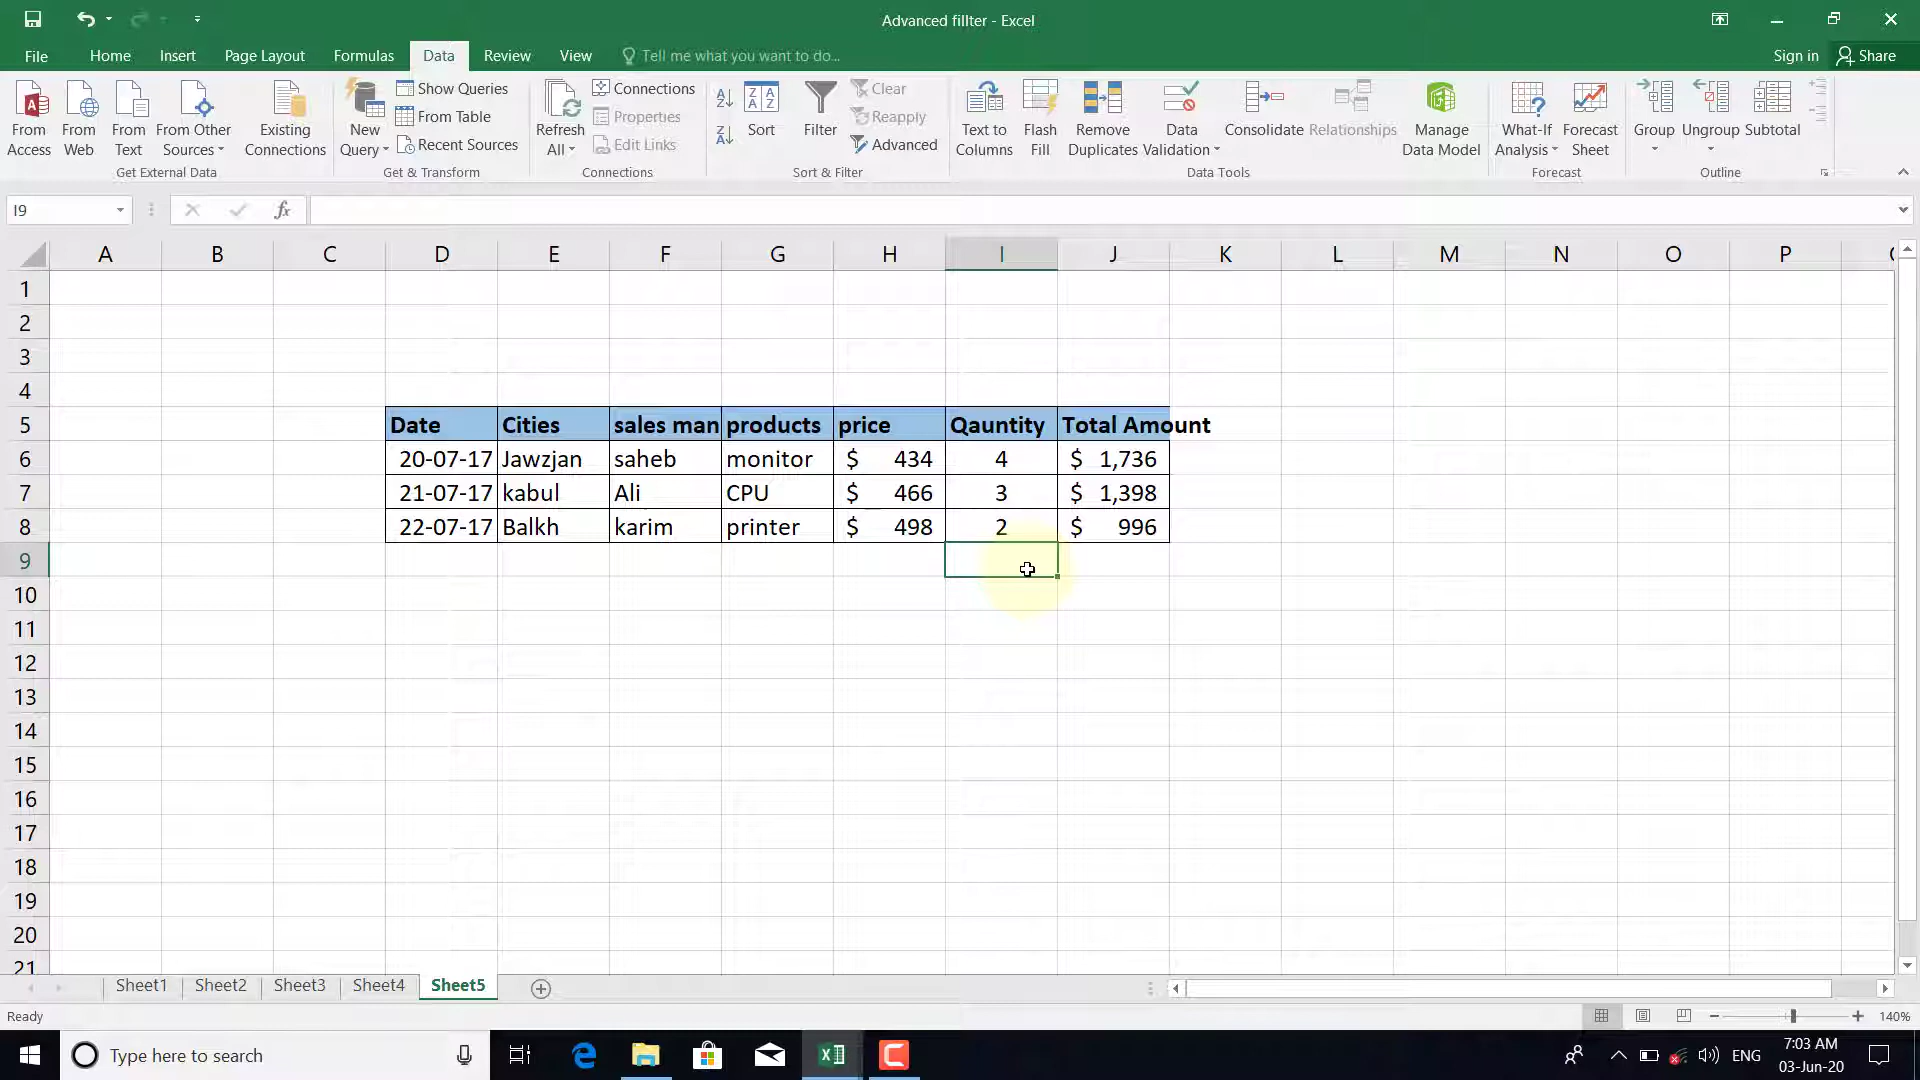 Advanced fillter - Excel
File Home Insert Page Layout Formulas Data Review View Tell me what you want to do... Sign in Share
From Access
From Web
From Text
From Other Sources
Existing Connections
Get External Data
New Query
Show Queries
From Table
Recent Sources
Get & Transform
Refresh All
Connections
Properties
Edit Links
Connections
Sort
Filter
Clear
Reapply
Advanced
Sort & Filter
Text to Columns
Flash Fill
Remove Duplicates
Data Validation
Consolidate
Relationships
Manage Data Model
Data Tools
What-If Analysis
Forecast Sheet
Forecast
Group
Ungroup
Subtotal
Outline
I9 fx
A B C D E F G H I J K L M N O P
1
2
3
4
5 Date Cities sales man products price Qauntity Total Amount
6 20-07-17 Jawzjan saheb monitor $ 434 4 $ 1,736
7 21-07-17 kabul Ali CPU $ 466 3 $ 1,398
8 22-07-17 Balkh karim printer $ 498 2 $ 996
9
10
11
12
13
14
15
16
17
18
19
20
21
Sheet1 Sheet2 Sheet3 Sheet4 Sheet5
Ready 140%
Type here to search ENG 7:03 AM
03-Jun-20